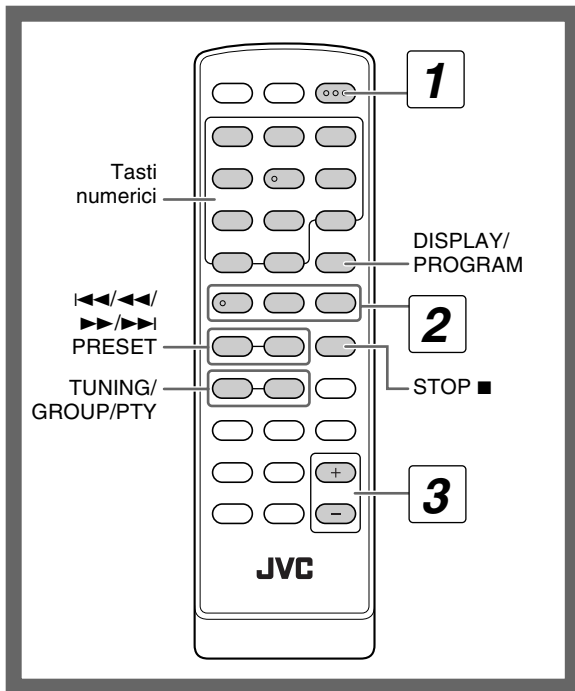 1
Tasti
numerici
DISPLAY/
PROGRAM
⏮◀◀/◀◀/
▶▶/▶▶⏭
PRESET
2
TUNING/
GROUP/PTY
STOP ■
+
3
–
JVC